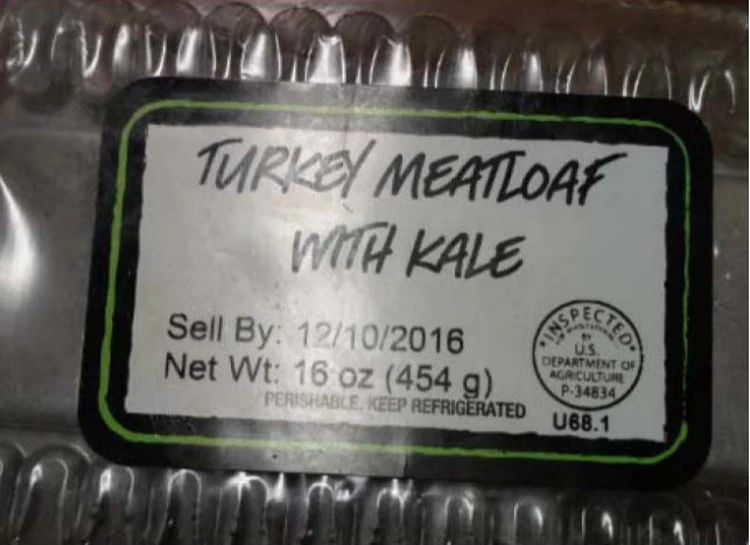 TURKEY MEATLOAF
WITH KALE
Sell By: 12/10/2016
Net Wt: 16 oz (454 g)
PERISHABLE. KEEP REFRIGERATED
INSPECTED
BY
U.S.
DEPARTMENT OF
AGRICULTURE
P-34834
U68.1